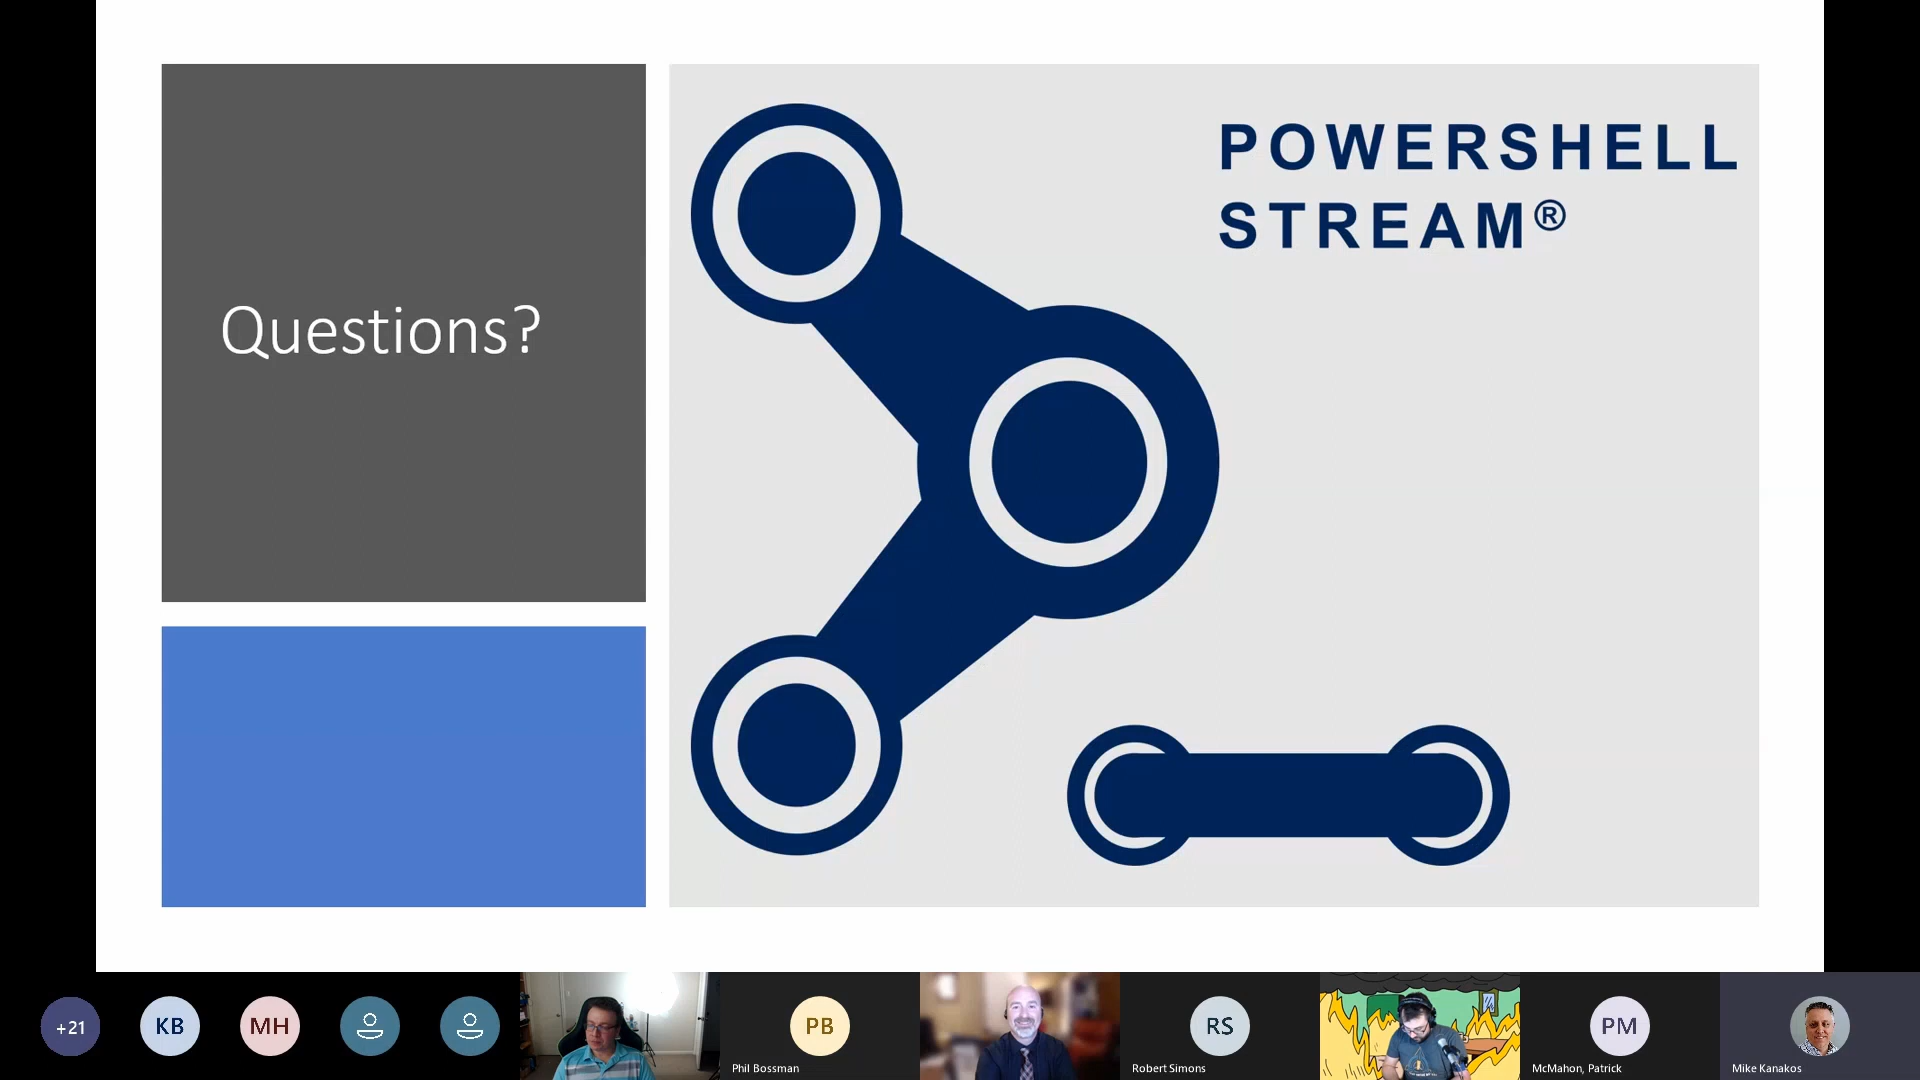 Questions?
POWERSHELL
STREAM®
+21
KB
MH
PB
Phil Bossman
RS
Robert Simons
PM
McMahon, Patrick
Mike Kanakos